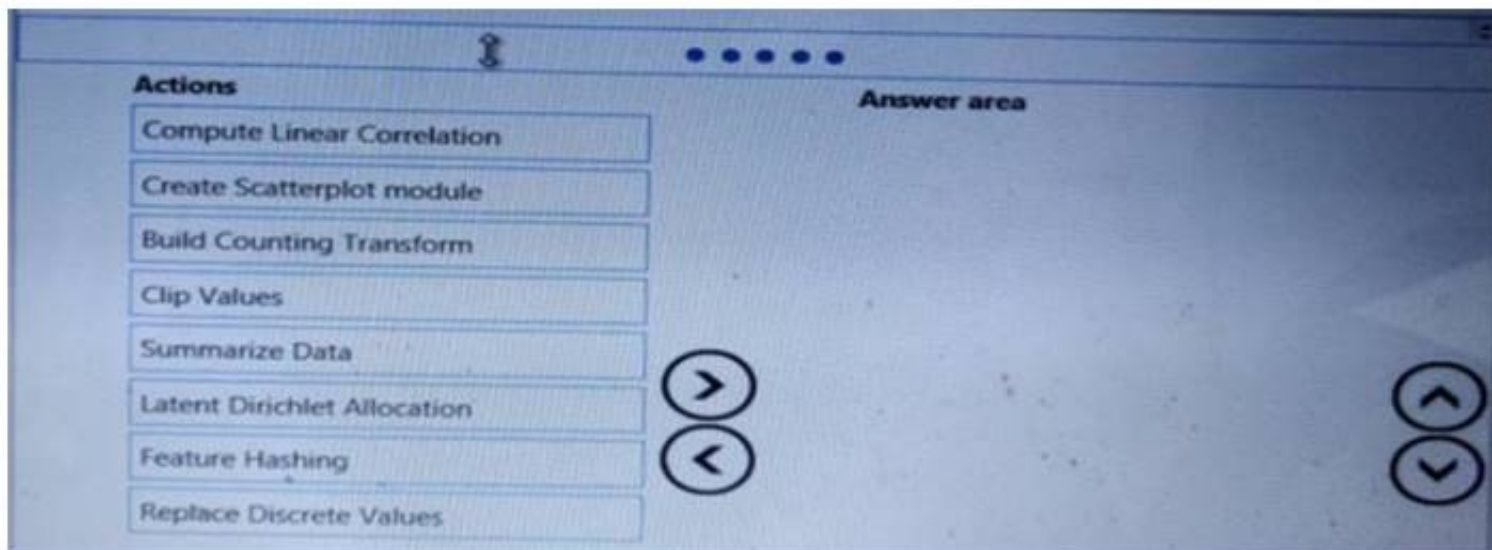 Actions
Answer area
Compute Linear Correlation
Create Scatterplot module
Build Counting Transform
Clip Values
Summarize Data
Latent Dirichlet Allocation
Feature Hashing
Replace Discrete Values